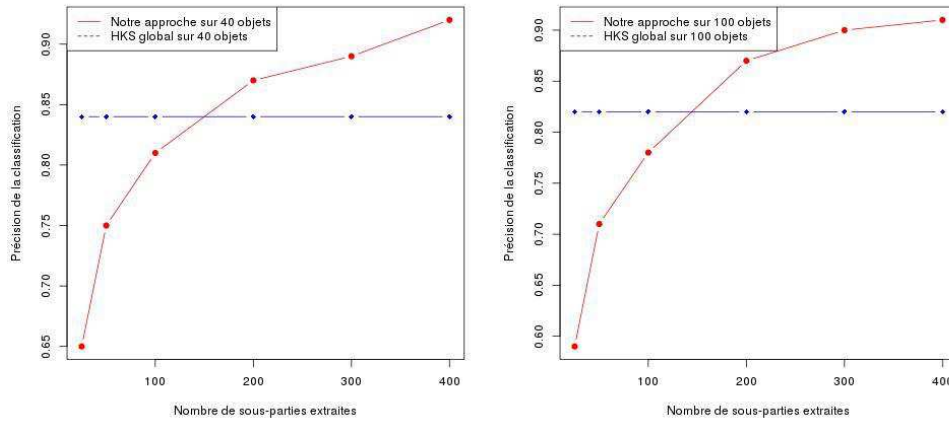 Notre approche sur 40 objets
HKS global sur 40 objets
Précision de la classification
0.90
0.85
0.80
0.75
0.70
0.65
100
200
300
400
Nombre de sous-parties extraites
Notre approche sur 100 objets
HKS global sur 100 objets
Précision de la classification
0.90
0.85
0.80
0.75
0.70
0.65
0.60
100
200
300
400
Nombre de sous-parties extraites